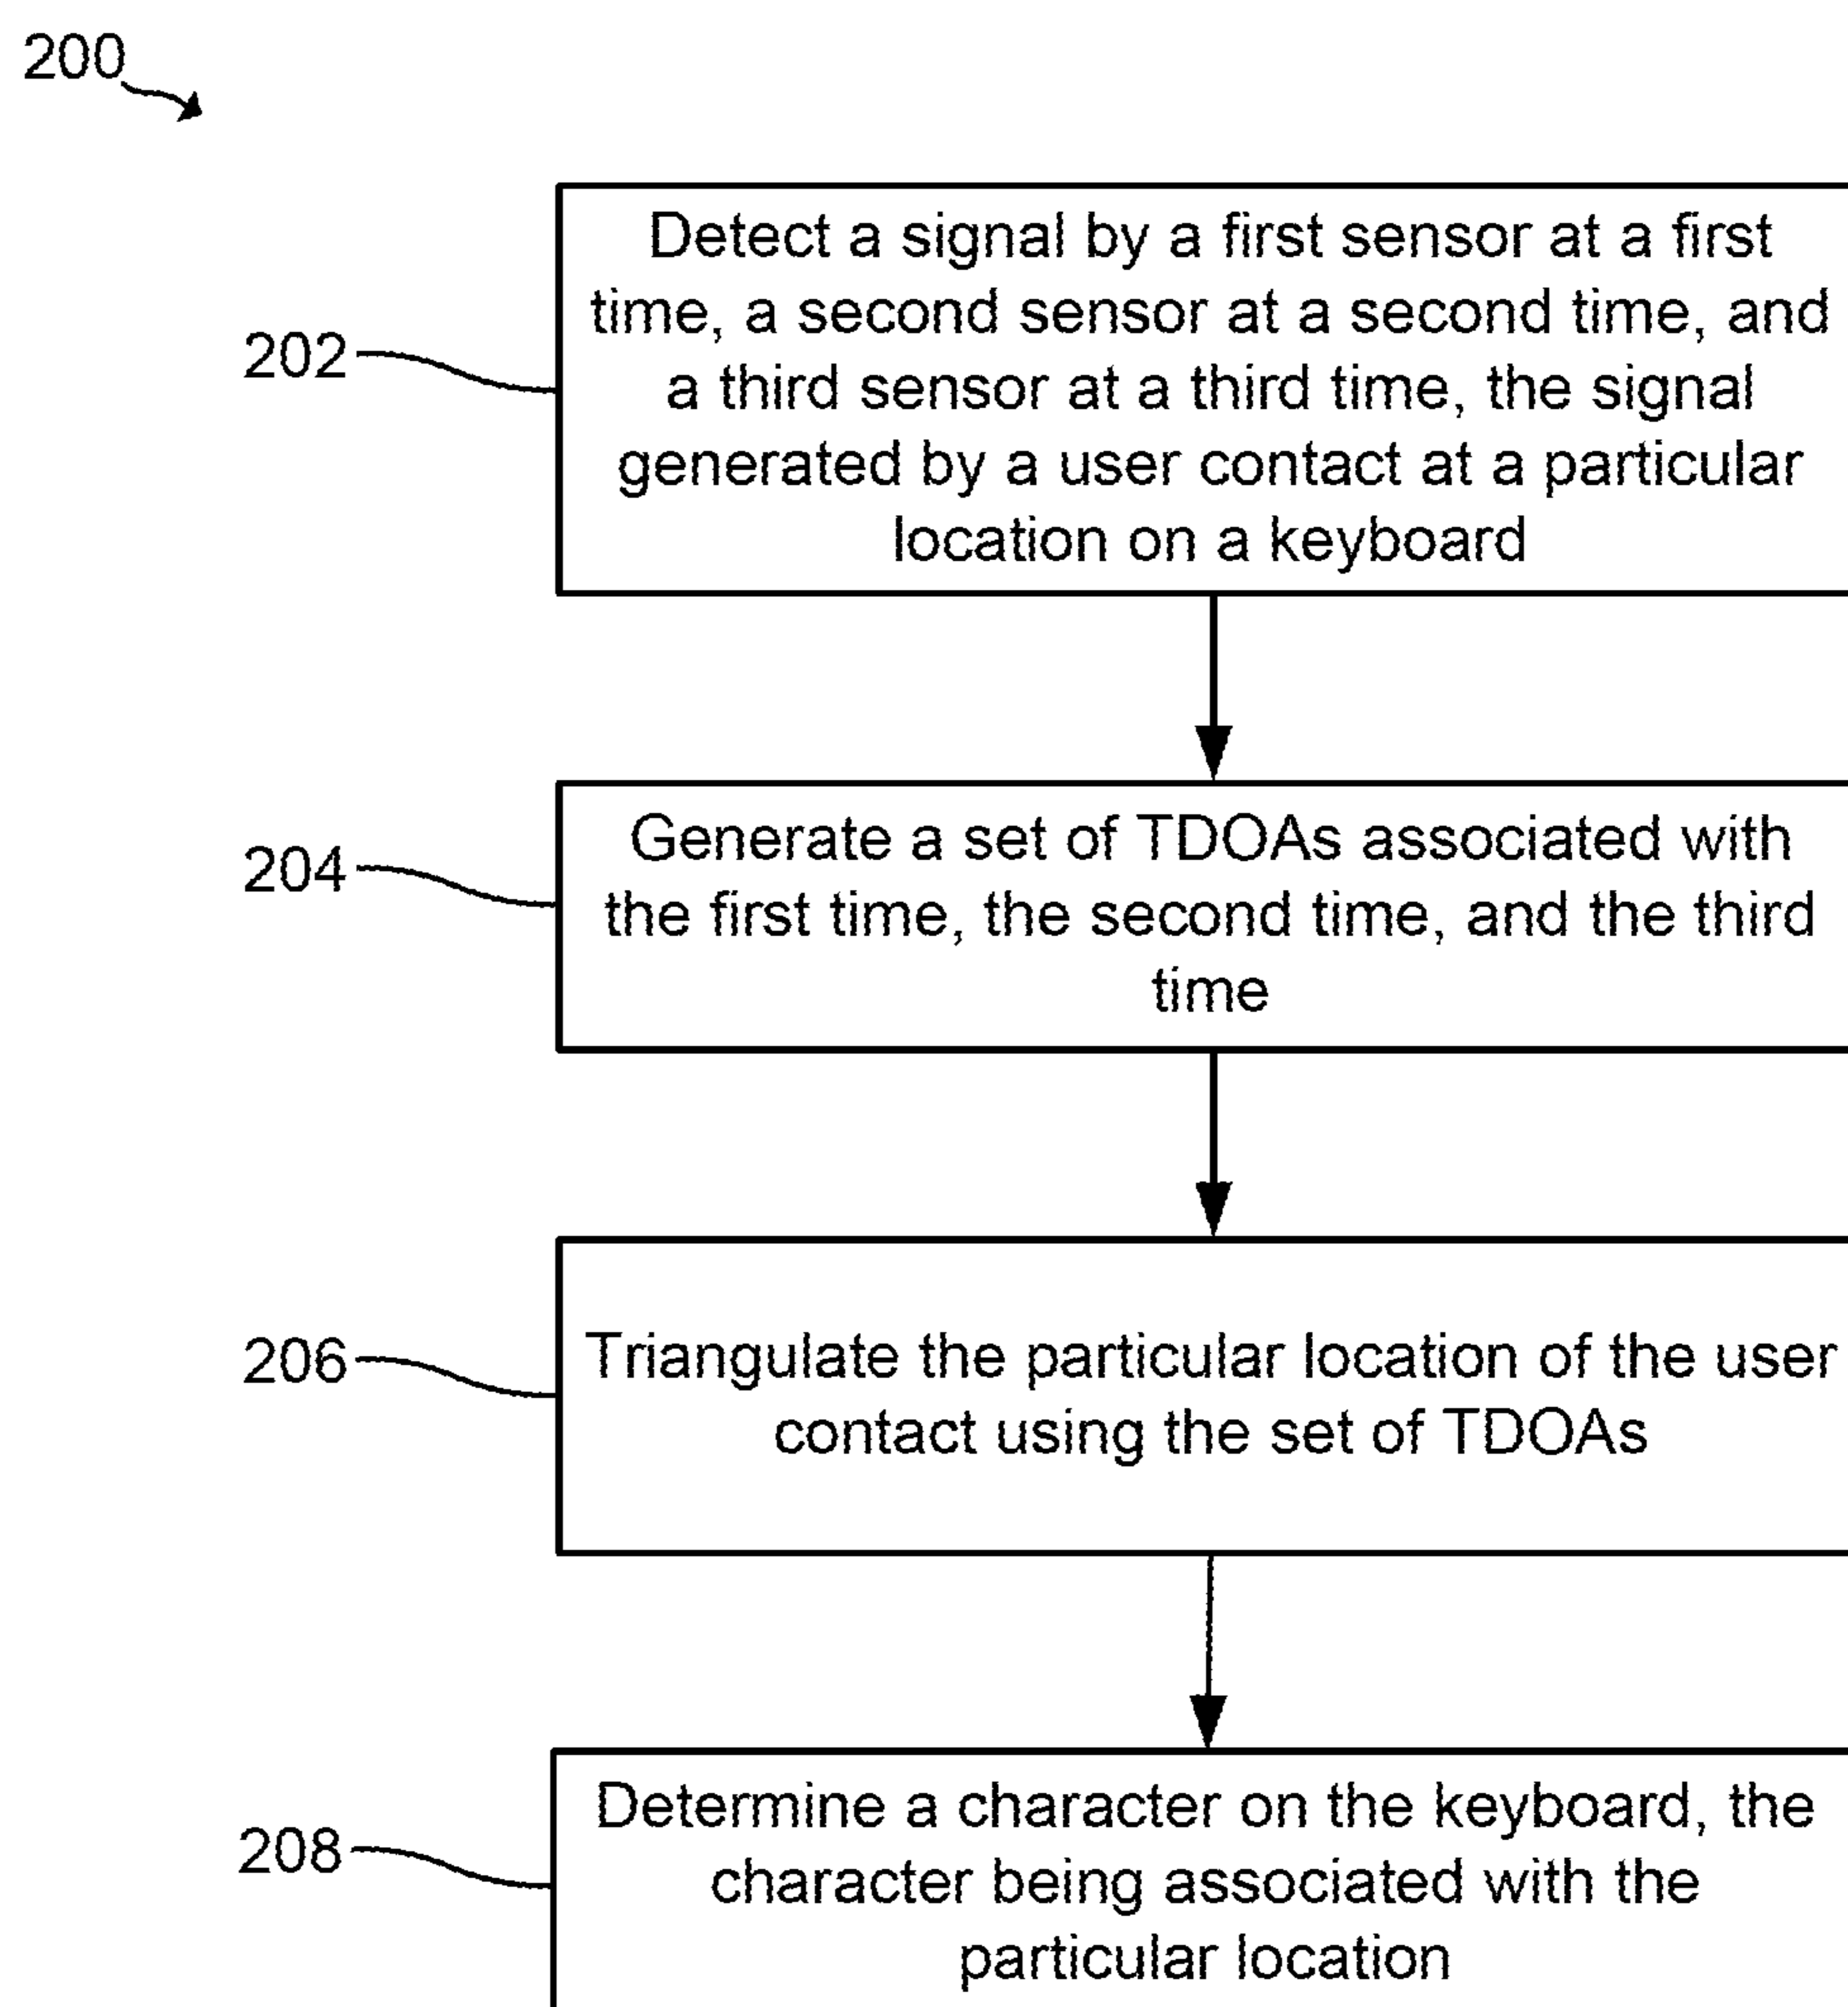 200
Detect a signal by a first sensor at a first
time, a second sensor at a second time, and
a third sensor at a third time, the signal
generated by a user contact at a particular
location on a keyboard
202
Generate a set of TDOAs associated with
the first time, the second time, and the third
time
204
Triangulate the particular location of the user
contact using the set of TDOAs
206
Determine a character on the keyboard, the
character being associated with the
particular location
208